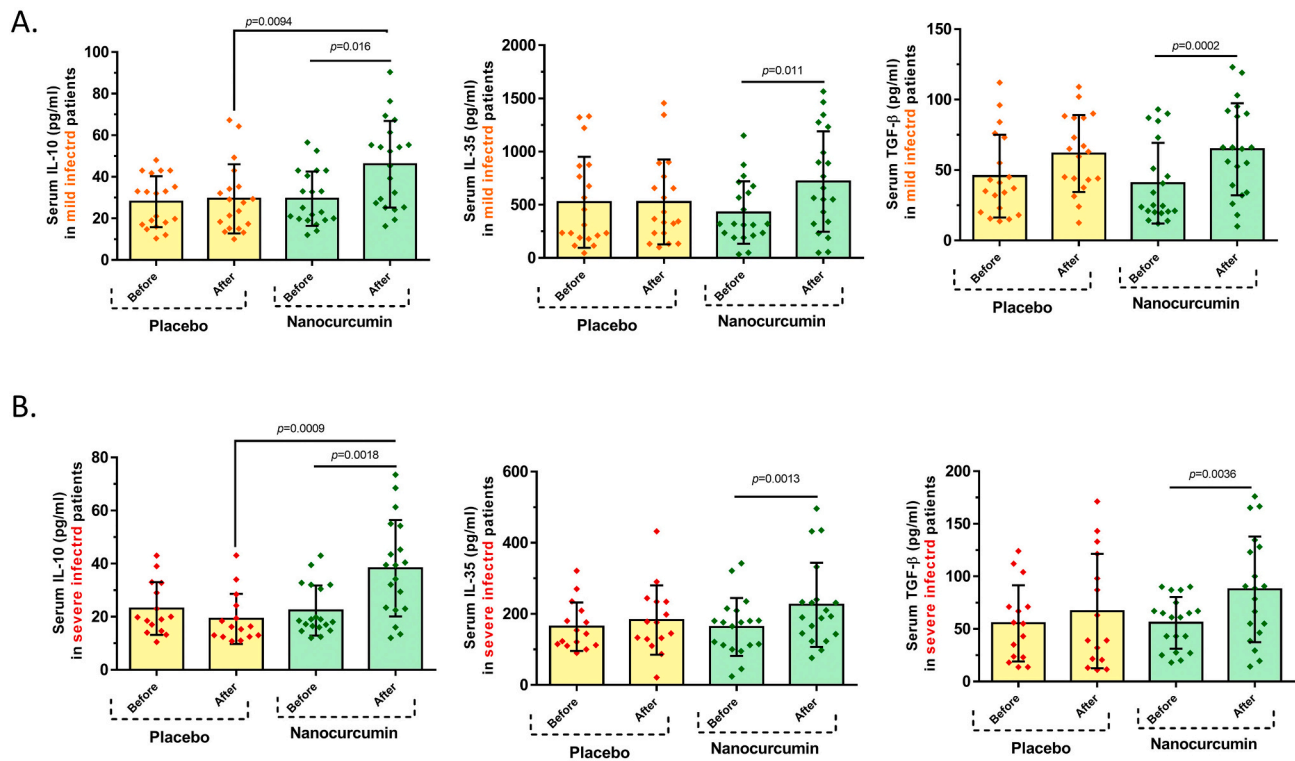 A.
p=0.0094
p=0.016
Serum IL-10 (pg/ml)
in mild infectrd patients
100
80
60
40
20
0
Before
After
Before
After
Placebo
Nanocurcumin
p=0.011
Serum IL-35 (pg/ml)
in mild infectrd patients
2000
1500
1000
500
0
Before
After
Before
After
Placebo
Nanocurcumin
p=0.0002
Serum TGF-β (pg/ml)
in mild infectrd patients
150
100
50
0
Before
After
Before
After
Placebo
Nanocurcumin
B.
p=0.0009
p=0.0018
Serum IL-10 (pg/ml)
in severe infectrd patients
80
60
40
20
0
Before
After
Before
After
Placebo
Nanocurcumin
p=0.0013
Serum IL-35 (pg/ml)
in severe infectrd patients
600
400
200
0
Before
After
Before
After
Placebo
Nanocurcumin
p=0.0036
Serum TGF-β (pg/ml)
in severe infectrd patients
200
150
100
50
0
Before
After
Before
After
Placebo
Nanocurcumin